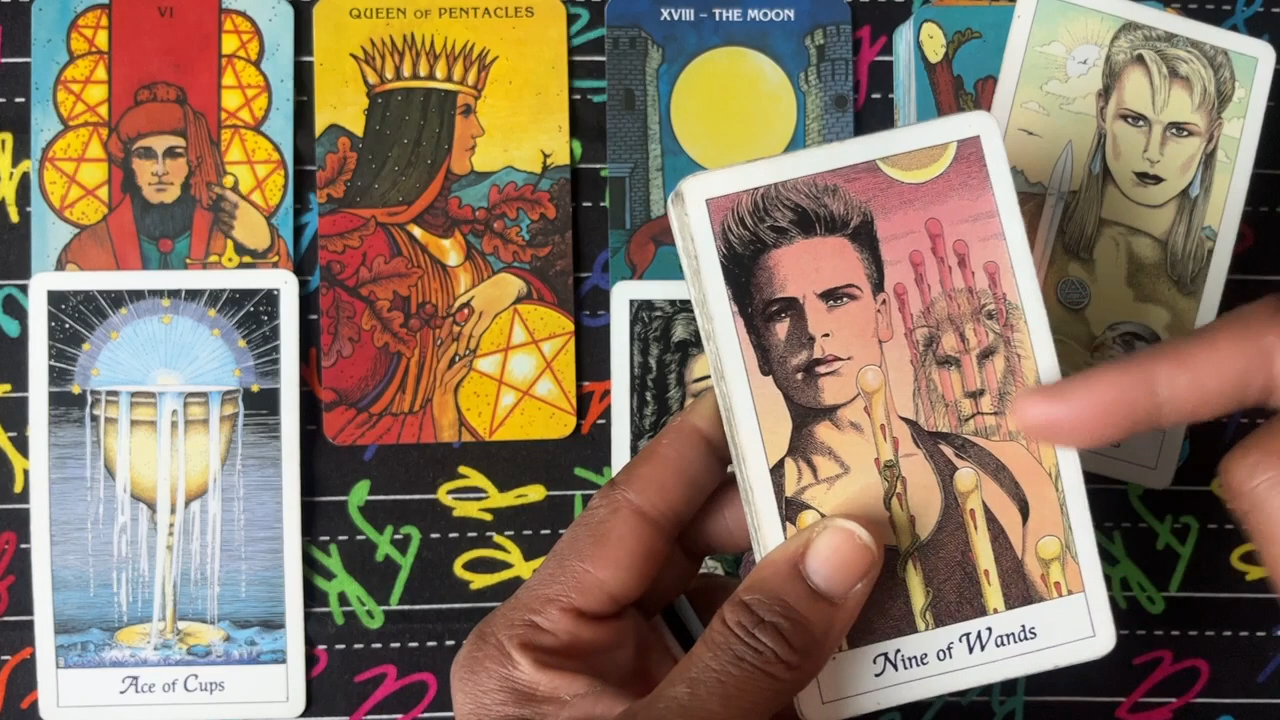 VI
QUEEN OF PENTACLES
XVIII – THE MOON
Ace of Cups
Nine of Wands